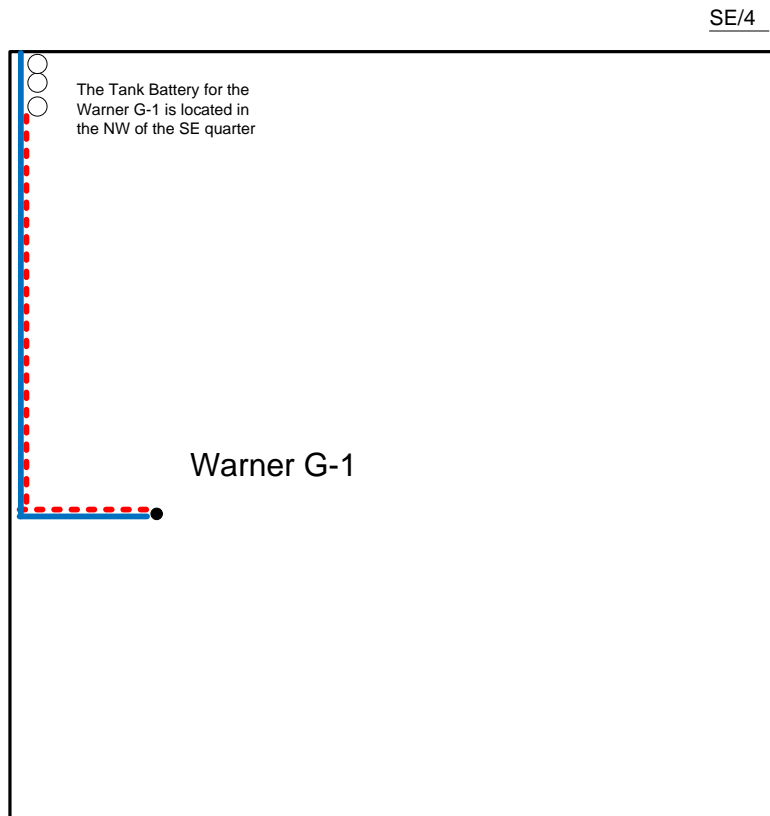 SE/4
The Tank Battery for the
Warner G-1 is located in
the NW of the SE quarter
Warner G-1